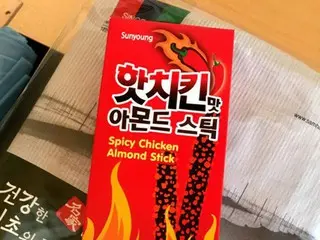 Sunyoung
핫치킨맛
아몬드 스틱
Spicy Chicken
Almond Stick
건강한